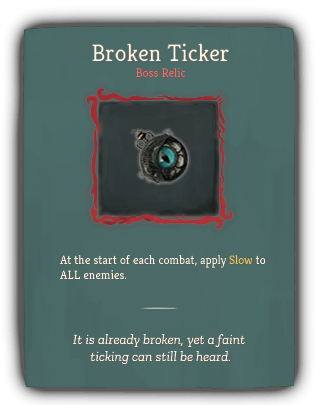 Broken Ticker
Boss Relic
At the start of each combat, apply Slow to
ALL enemies.
It is already broken, yet a faint
ticking can still be heard.